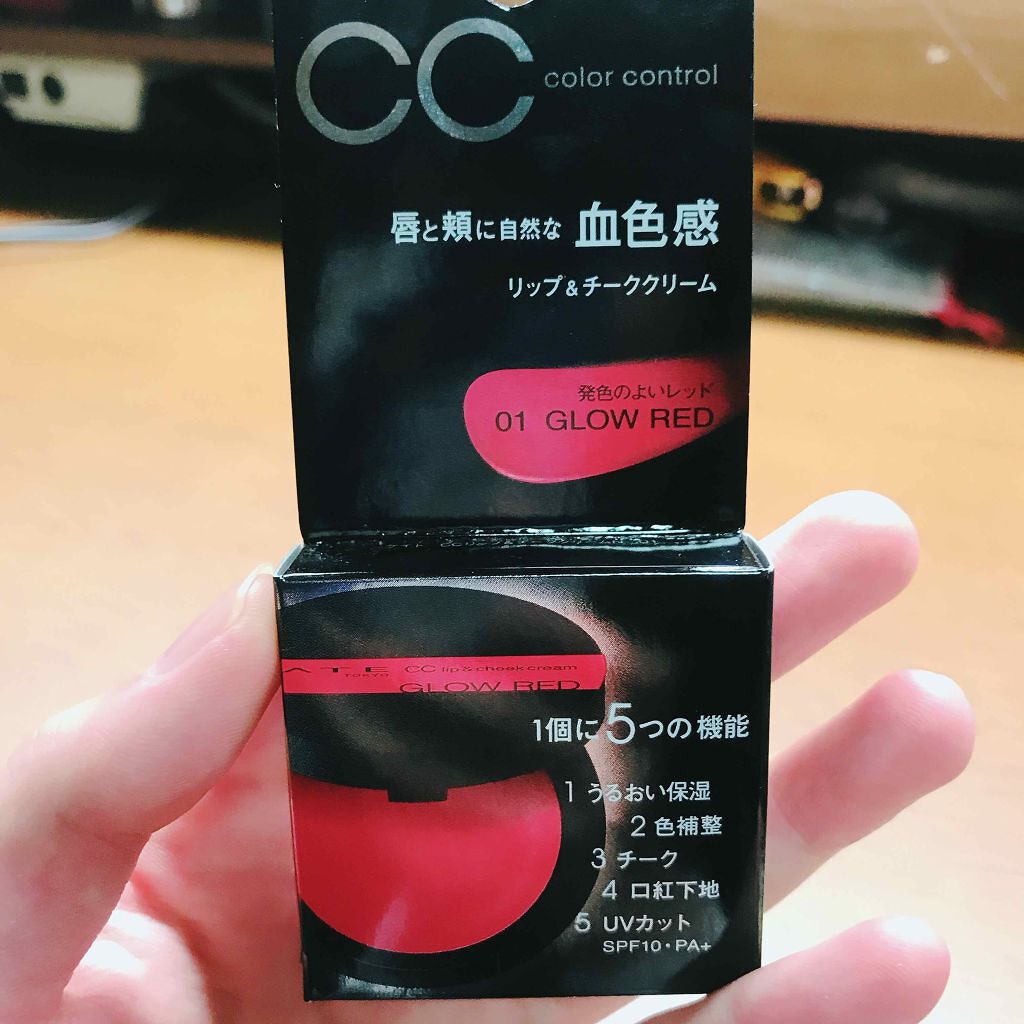 CC color control
唇と頬に自然な 血色感
リップ&チーククリーム
発色のよいレッド
01 GLOW RED
ATE CC lip&cheek cream
TOKYO
GLOW RED
1個に5つの機能
1 うるおい保湿
2 色補整
3 チーク
4 口紅下地
5 UVカット
SPF10・PA+